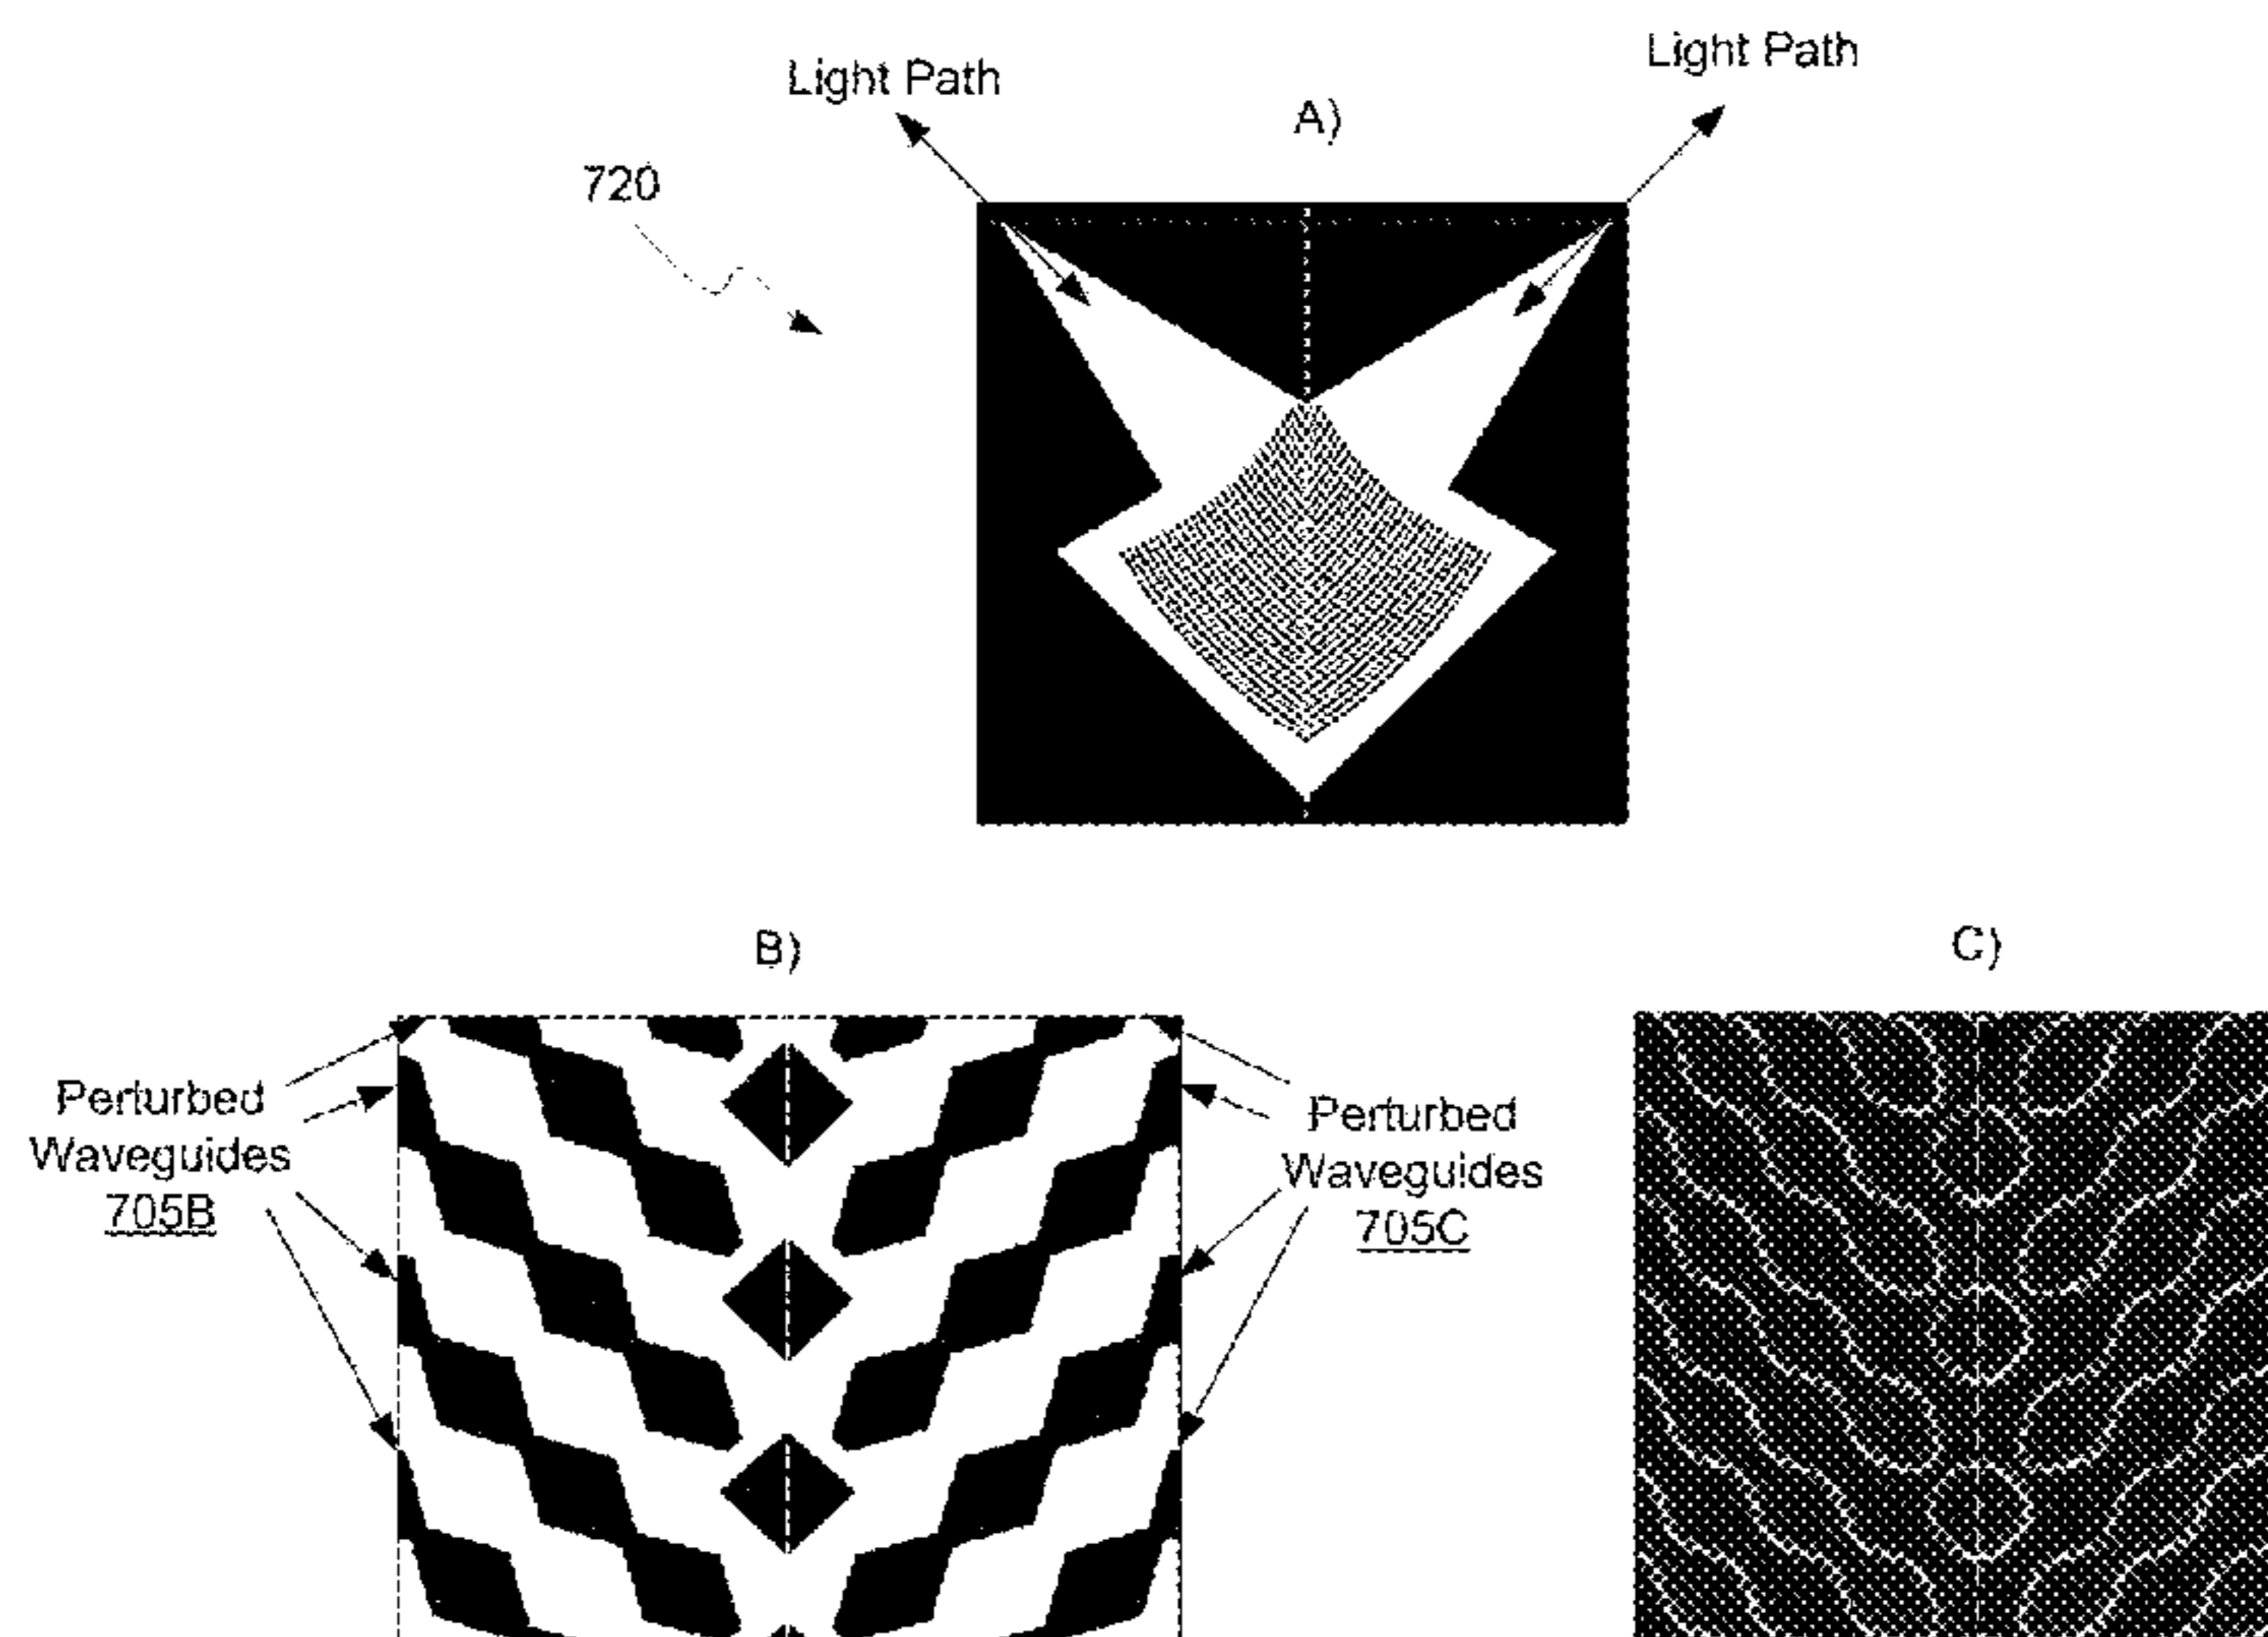 Light Path
Light Path
A)
720
B)
C)
Perturbed
Waveguides
705B
Perturbed
Waveguides
705C